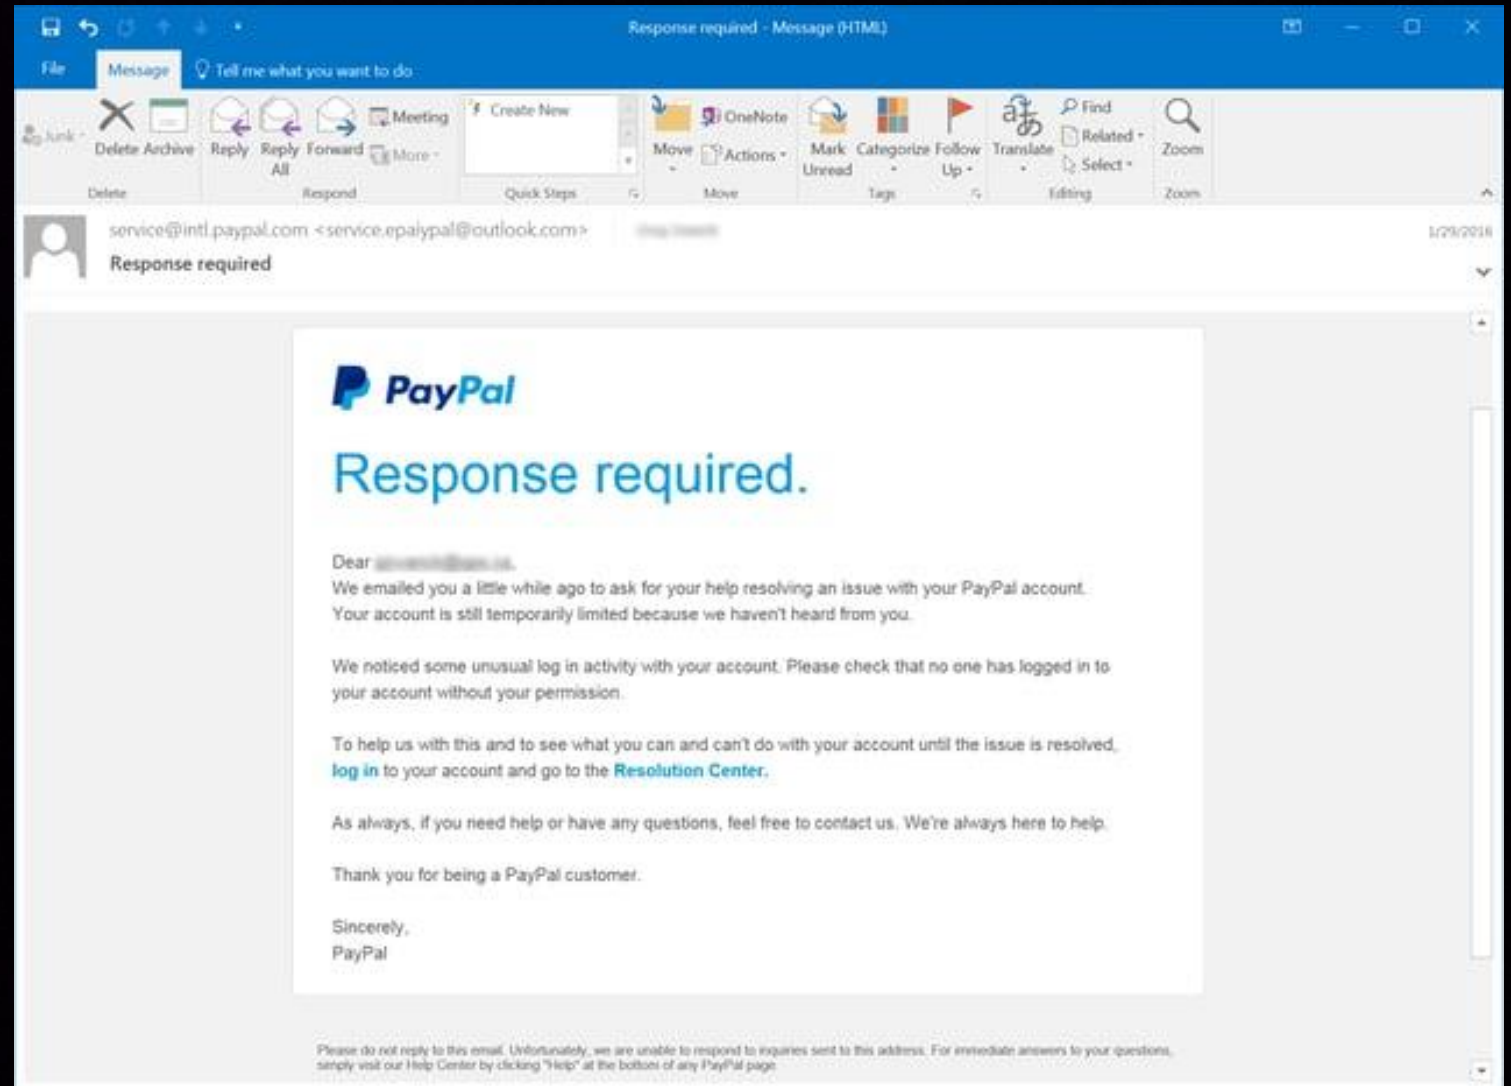 Response required - Message (HTML)
File Message Tell me what you want to do
Junk
Delete Archive
Reply Reply All Forward
Meeting
More
Create New
Move
OneNote
Actions
Mark Unread Categorize Follow Up
Translate
Find
Related
Select
Zoom
Delete Respond Quick Steps Move Tags Editing Zoom
service@intl.paypal.com <service.epaiypal@outlook.com>
1/29/2016
Response required
PayPal
Response required.
Dear
We emailed you a little while ago to ask for your help resolving an issue with your PayPal account.
Your account is still temporarily limited because we haven't heard from you.
We noticed some unusual log in activity with your account. Please check that no one has logged in to
your account without your permission.
To help us with this and to see what you can and can't do with your account until the issue is resolved,
log in to your account and go to the Resolution Center.
As always, if you need help or have any questions, feel free to contact us. We're always here to help.
Thank you for being a PayPal customer.
Sincerely,
PayPal
Please do not reply to this email. Unfortunately, we are unable to respond to inquiries sent to this address. For immediate answers to your questions,
simply visit our Help Center by clicking "Help" at the bottom of any PayPal page